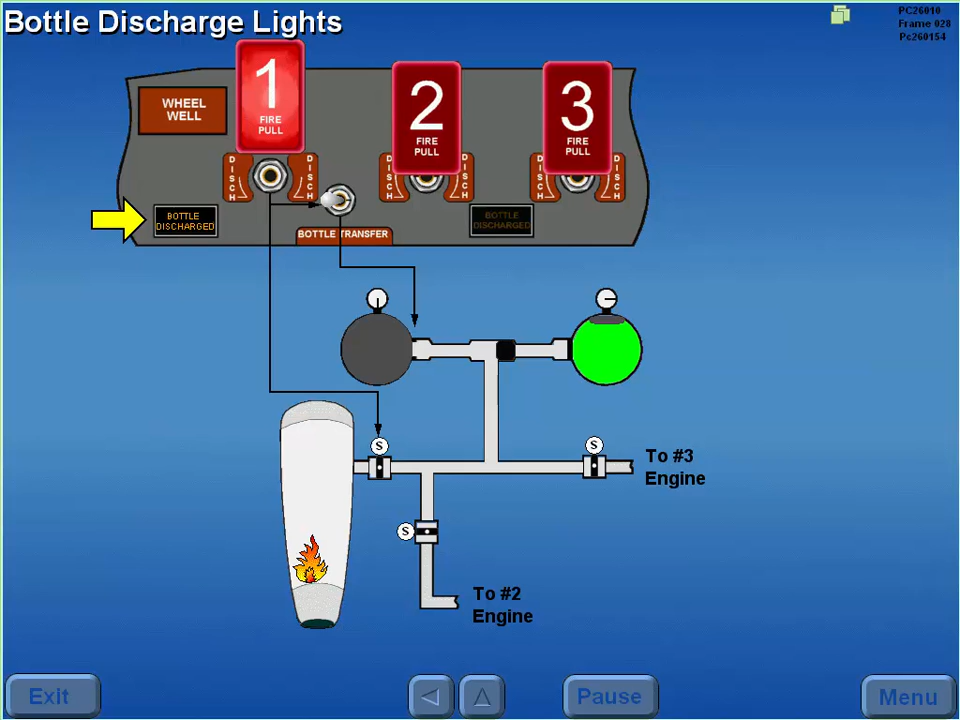 Bottle Discharge Lights
PC26010
Frame 028
Pc260154
WHEEL
WELL
1
FIRE
PULL
2
FIRE
PULL
3
FIRE
PULL
DISCH
DISCH
DISCH
DISCH
DISCH
DISCH
BOTTLE
DISCHARGED
BOTTLE
DISCHARGED
BOTTLE TRANSFER
S
S
S
To #3
Engine
To #2
Engine
Exit
Pause
Menu